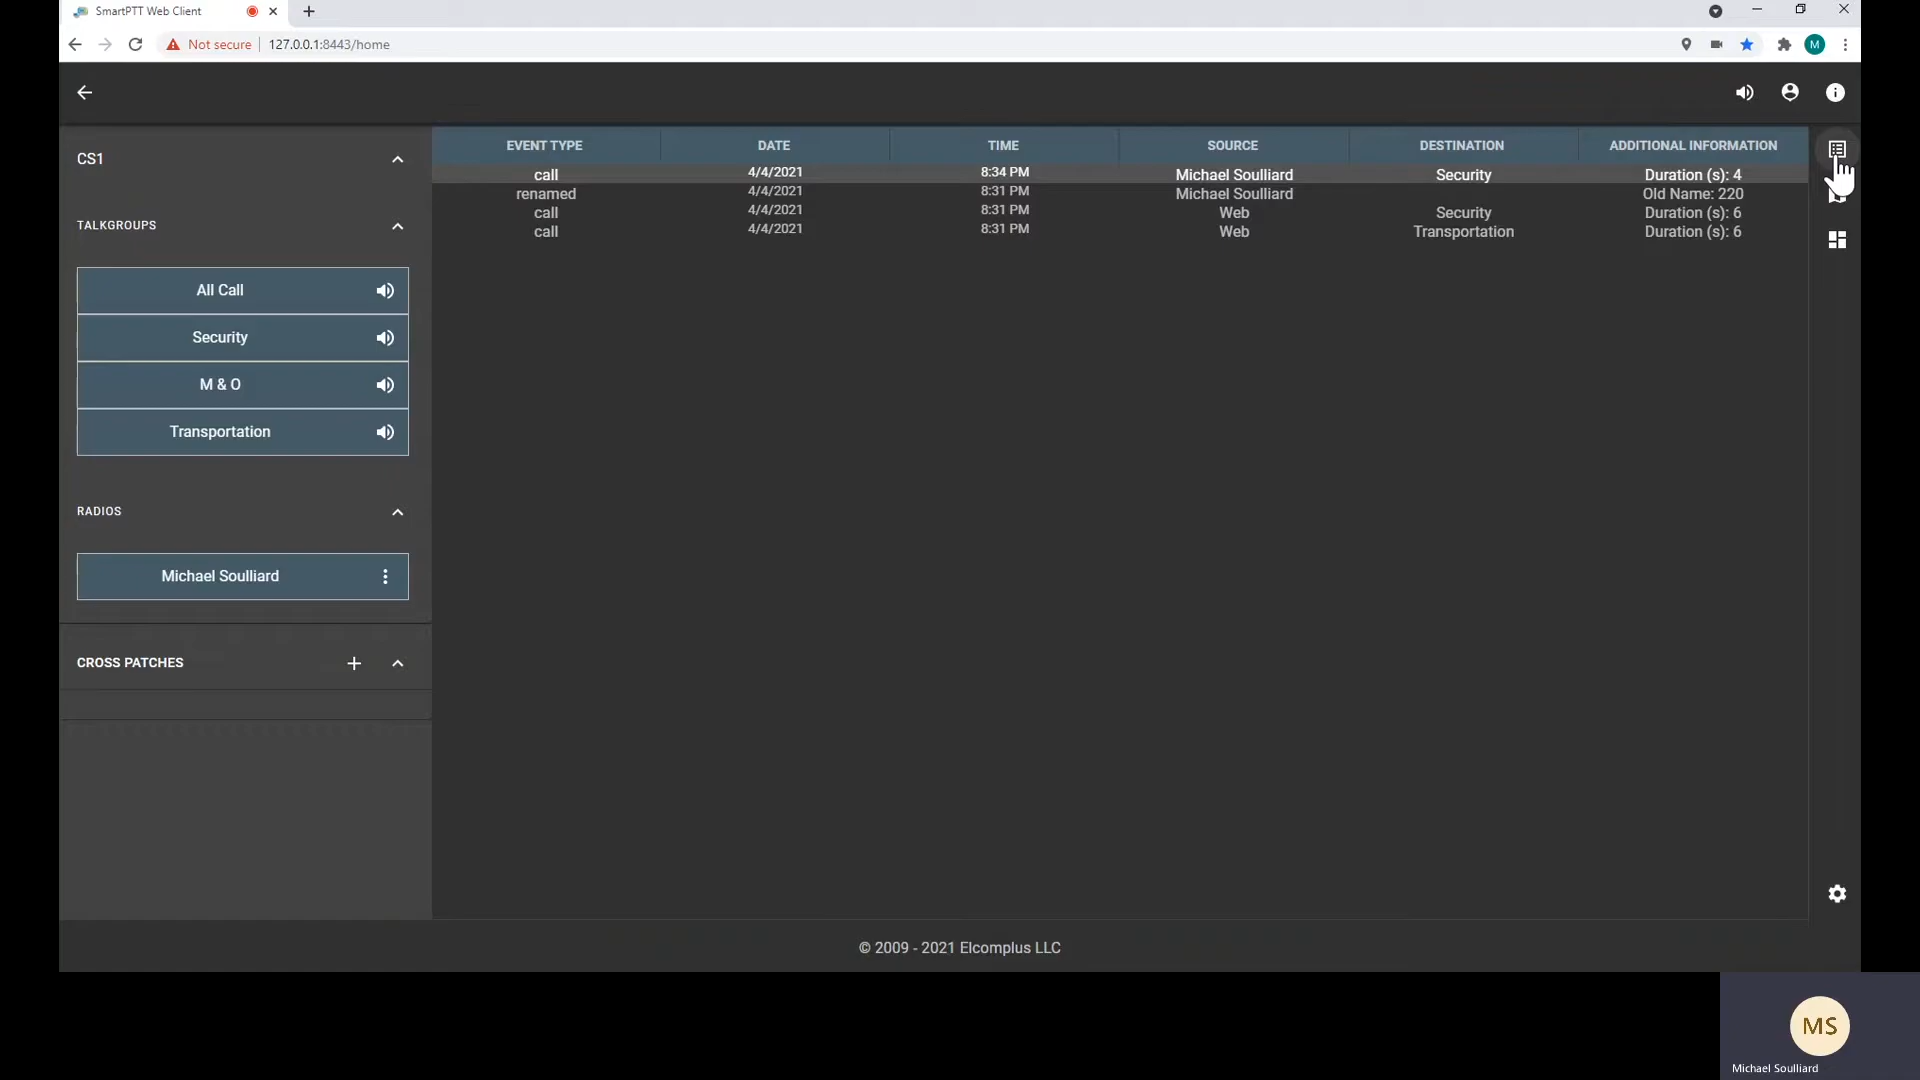 SmartPTT Web Client
Not secure
127.0.0.1:8443/home
M
CS1
TALKGROUPS
All Call
Security
M & O
Transportation
RADIOS
Michael Soulliard
CROSS PATCHES
EVENT TYPE DATE TIME SOURCE DESTINATION ADDITIONAL INFORMATION
call 4/4/2021 8:34 PM Michael Soulliard Security Duration (s): 4
renamed 4/4/2021 8:31 PM Michael Soulliard Old Name: 220
call 4/4/2021 8:31 PM Web Security Duration (s): 6
call 4/4/2021 8:31 PM Web Transportation Duration (s): 6
© 2009 - 2021 Elcomplus LLC
MS
Michael Soulliard